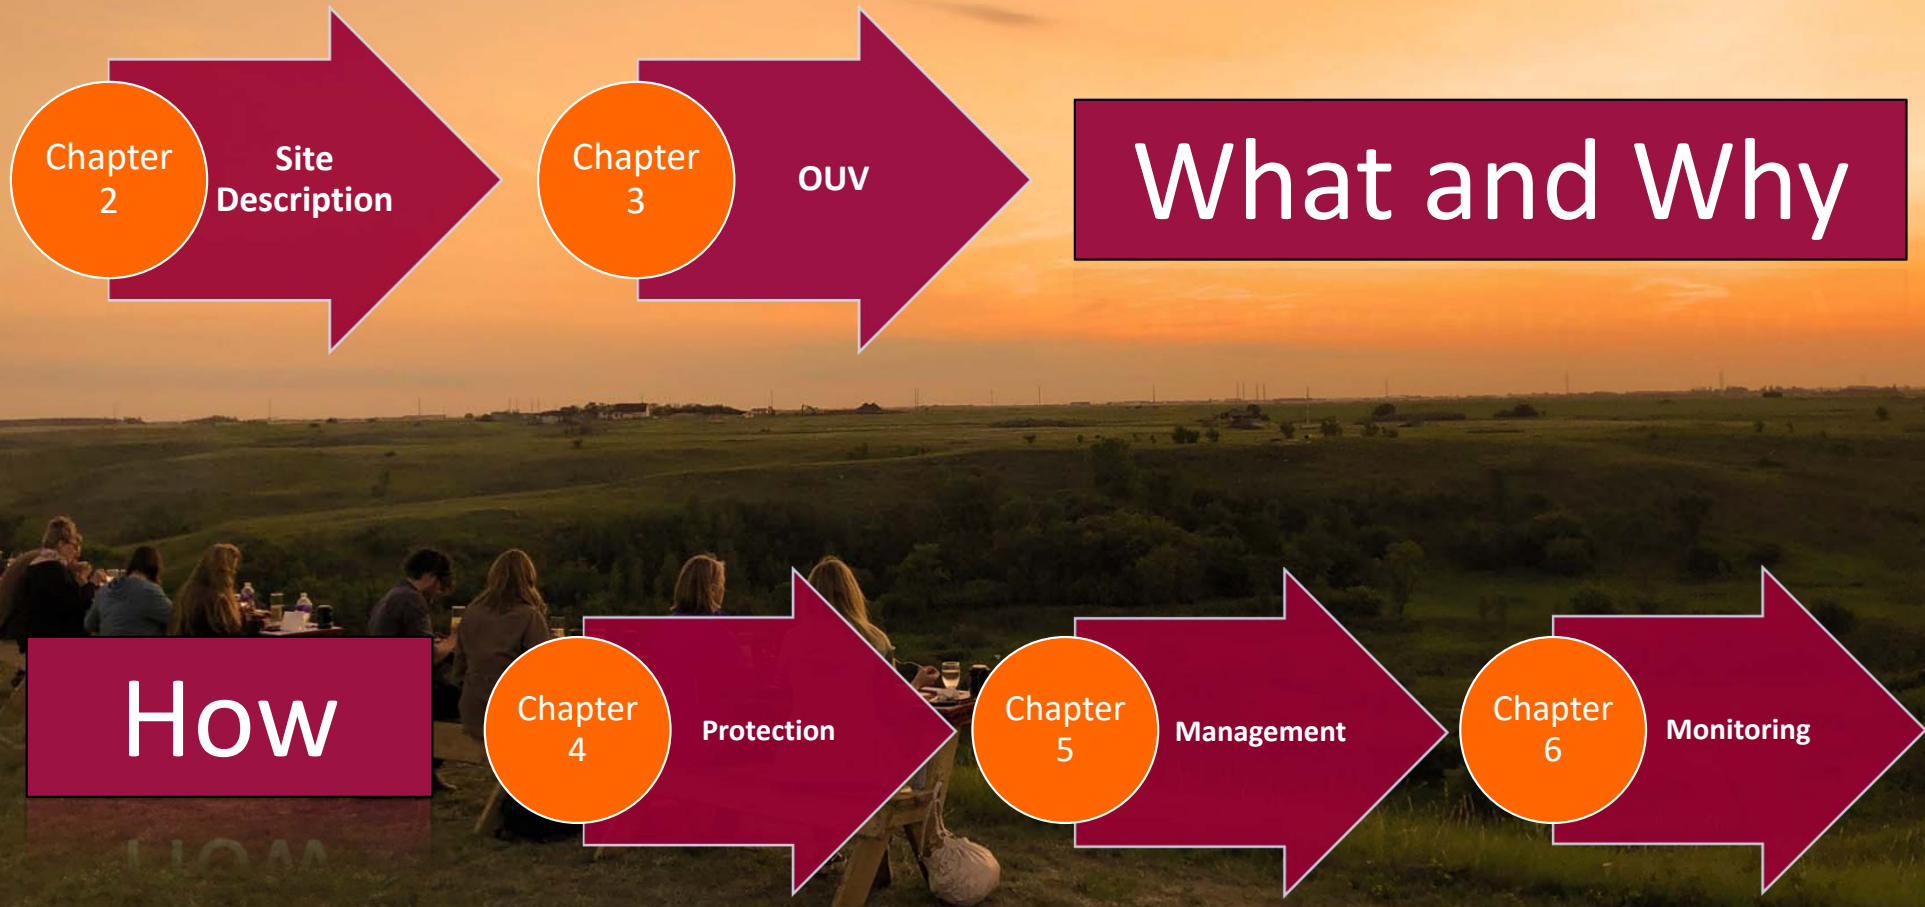 Chapter
2
Site
Description
Chapter
3
OUV
What and Why
How
Chapter
4
Protection
Chapter
5
Management
Chapter
6
Monitoring